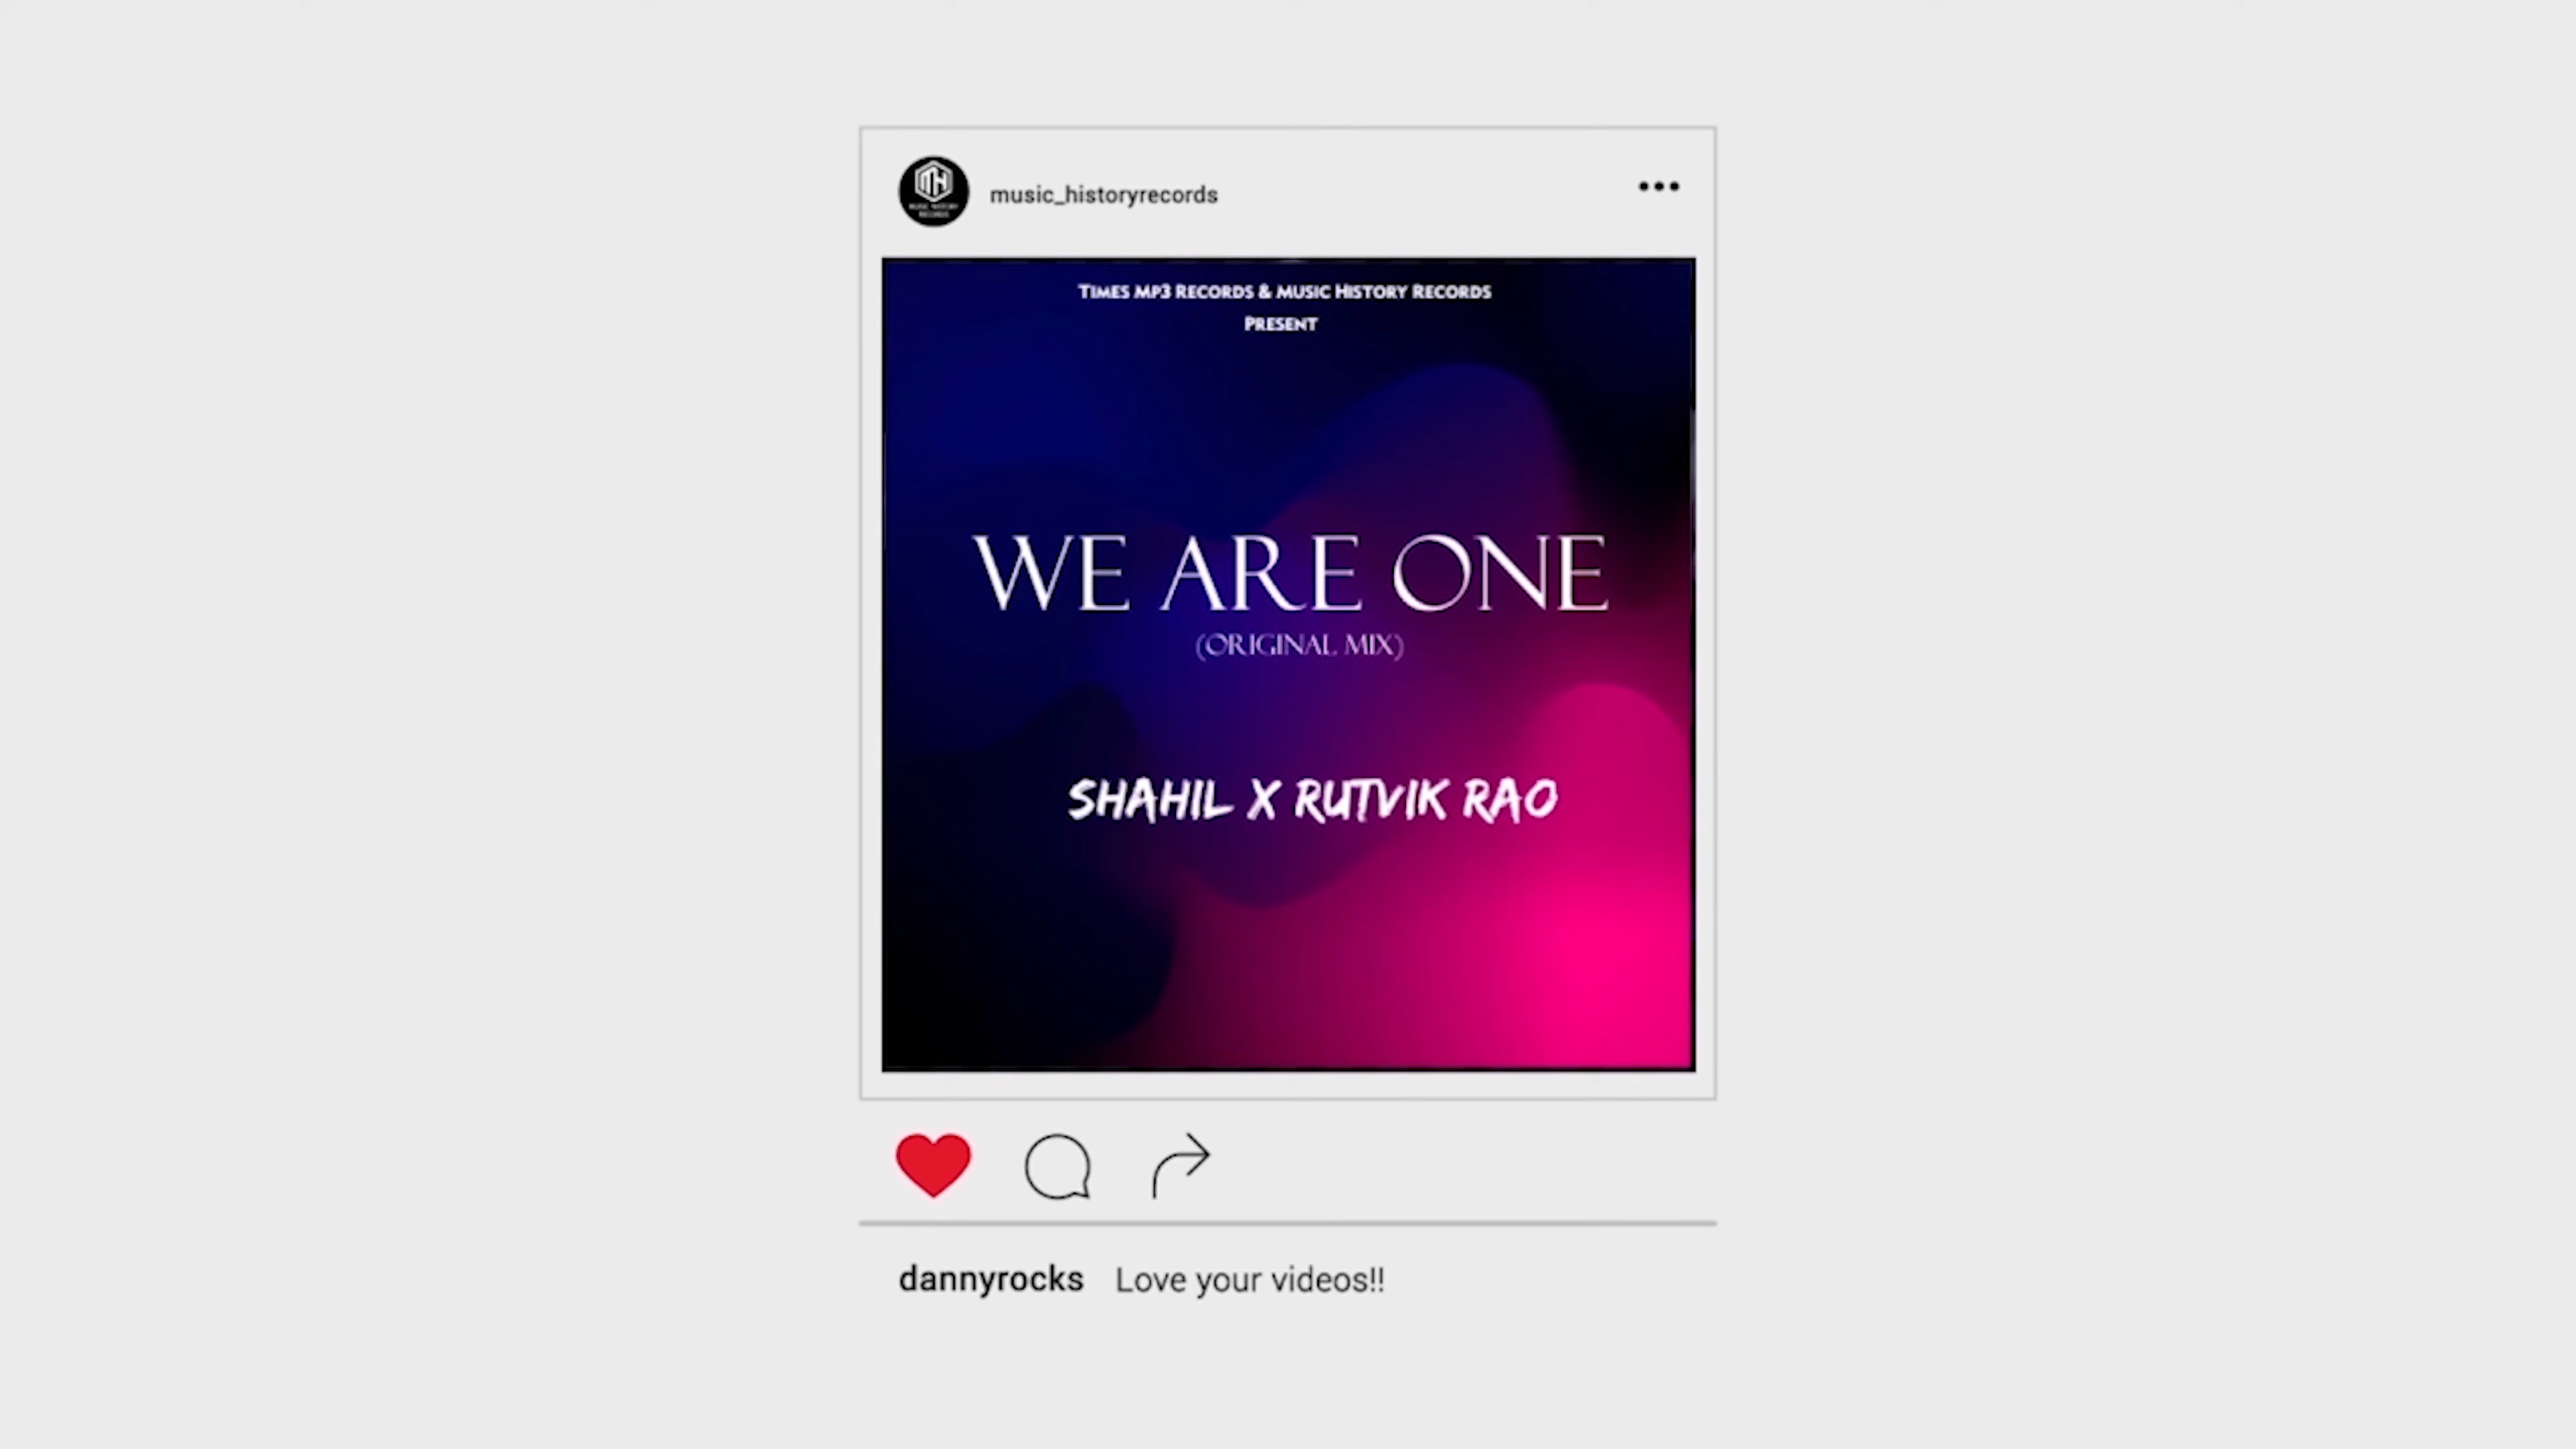 music_historyrecords
Times MP3 Records & Music History Records
Present
WE ARE ONE
(ORIGINAL MIX)
SHAHIL X RUTVIK RAO
dannyrocks Love your videos!!